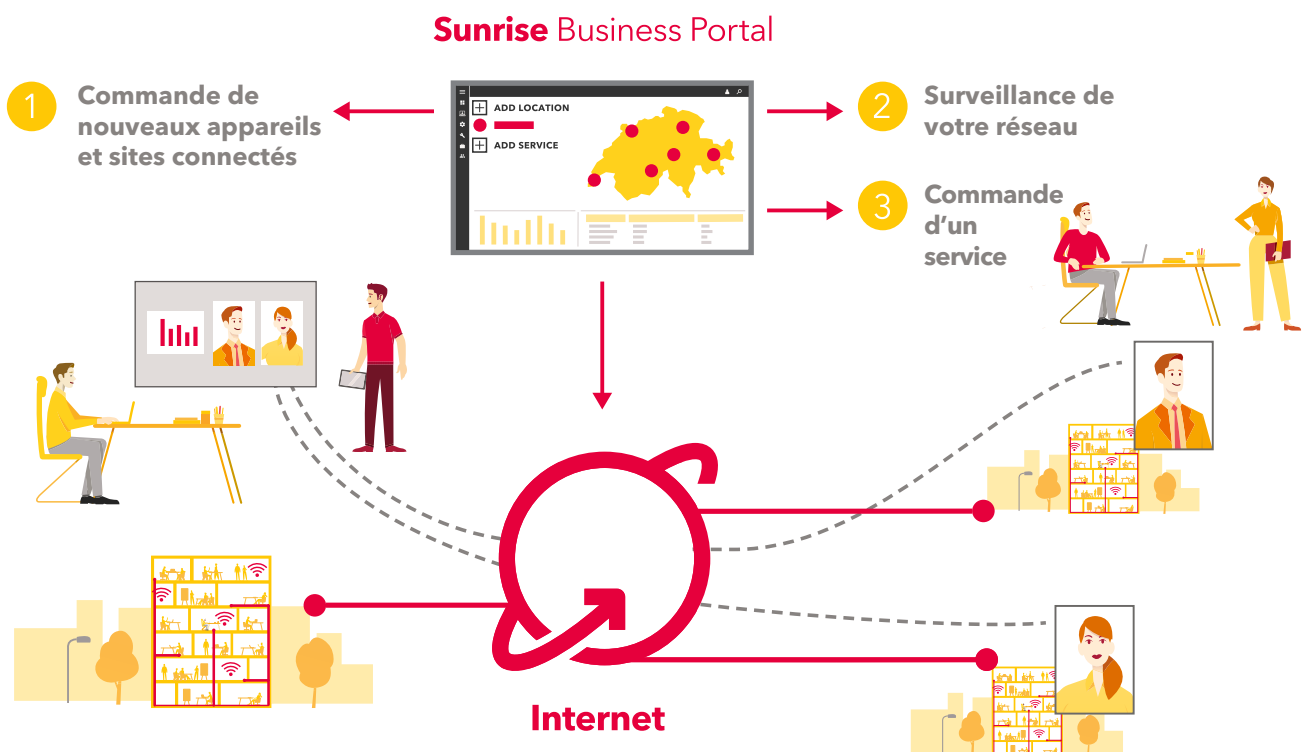 Sunrise Business Portal
1
Commande de
nouveaux appareils
et sites connectés
ADD LOCATION
ADD SERVICE
2
Surveillance de
votre réseau
3
Commande
d’un
service
Internet